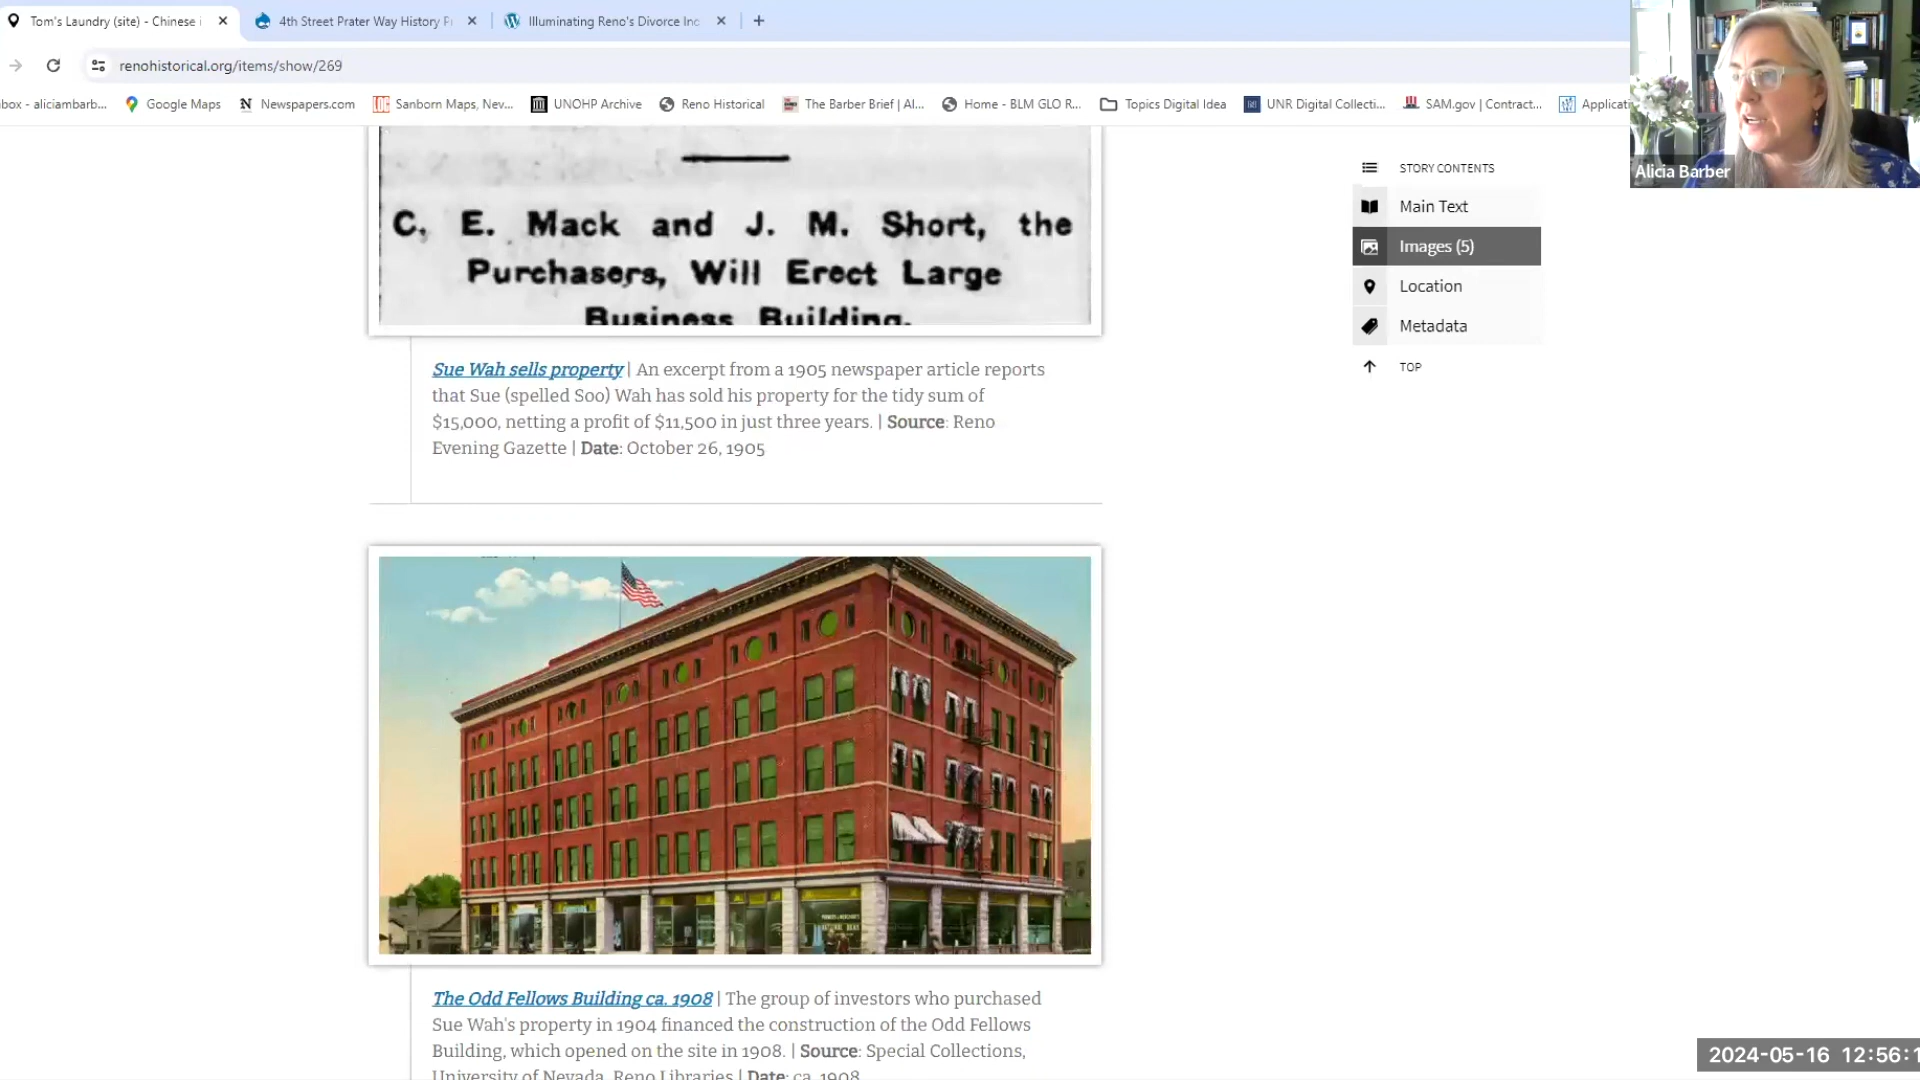 Tom's Laundry (site) - Chinese i
4th Street Prater Way History P
Illuminating Reno's Divorce Ind
renohistorical.org/items/show/269
box - aliciambarb...
Google Maps
Newspapers.com
Sanborn Maps, Nev...
UNOHP Archive
Reno Historical
The Barber Brief | Al...
Home - BLM GLO R...
Topics Digital Idea
UNR Digital Collecti...
SAM.gov | Contract...
Applicati
Alicia Barber
STORY CONTENTS
Main Text
Images (5)
Location
Metadata
TOP
C. E. Mack and J. M. Short, the
Purchasers, Will Erect Large
Business Building.
Sue Wah sells property | An excerpt from a 1905 newspaper article reports
that Sue (spelled Soo) Wah has sold his property for the tidy sum of
$15,000, netting a profit of $11,500 in just three years. | Source: Reno
Evening Gazette | Date: October 26, 1905
NATIONAL BANK
The Odd Fellows Building ca. 1908 | The group of investors who purchased
Sue Wah's property in 1904 financed the construction of the Odd Fellows
Building, which opened on the site in 1908. | Source: Special Collections,
University of Nevada, Reno Libraries | Date: ca. 1908
2024-05-16 12:56:1